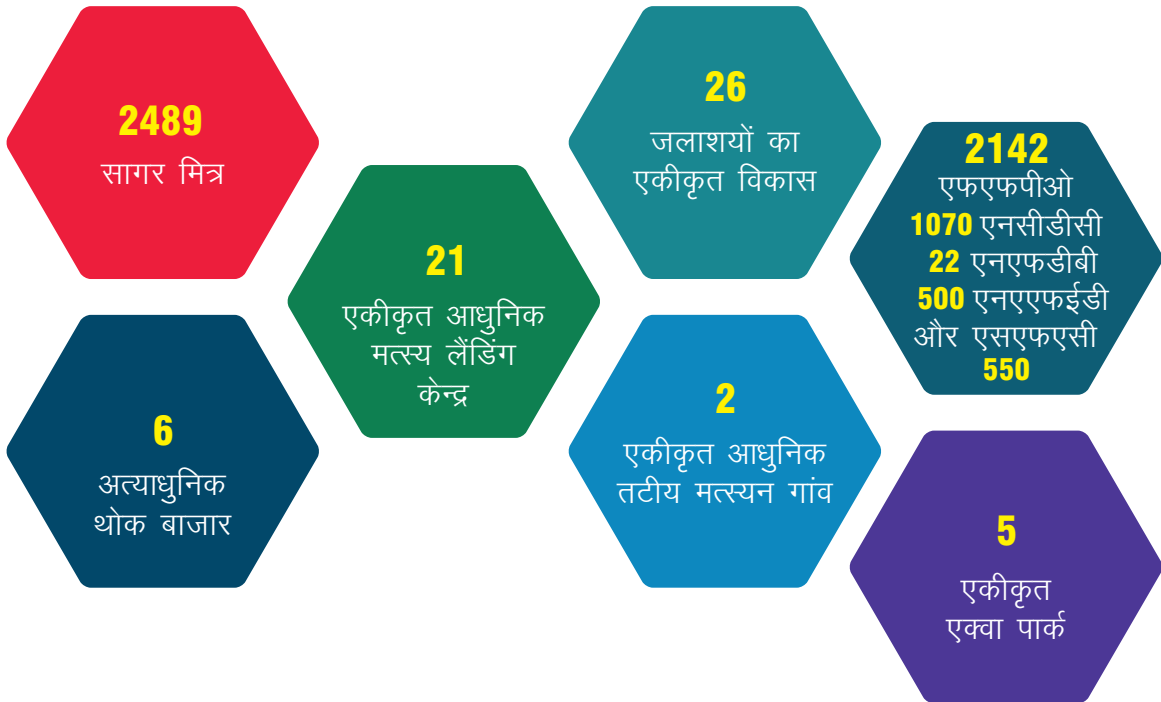 2489
सागर मित्र
6
अत्याधुनिक
थोक बाजार
21
एकीकृत आधुनिक
मत्स्य लैंडिंग
केन्द्र
26
जलाशयों का
एकीकृत विकास
2
एकीकृत आधुनिक
तटीय मत्स्यन गांव
2142
एफएफपीओ
1070 एनसीडीसी
22 एनएफडीबी
500 एनएएफईडी
और एसएफएसी
550
5
एकीकृत
एक्वा पार्क